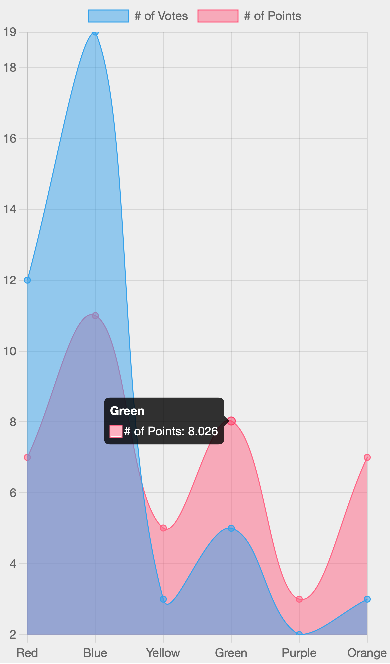 # of Votes # of Points
19
18
16
14
12
10
8
6
4
2
Green
# of Points: 8.026
Red Blue Yellow Green Purple Orange